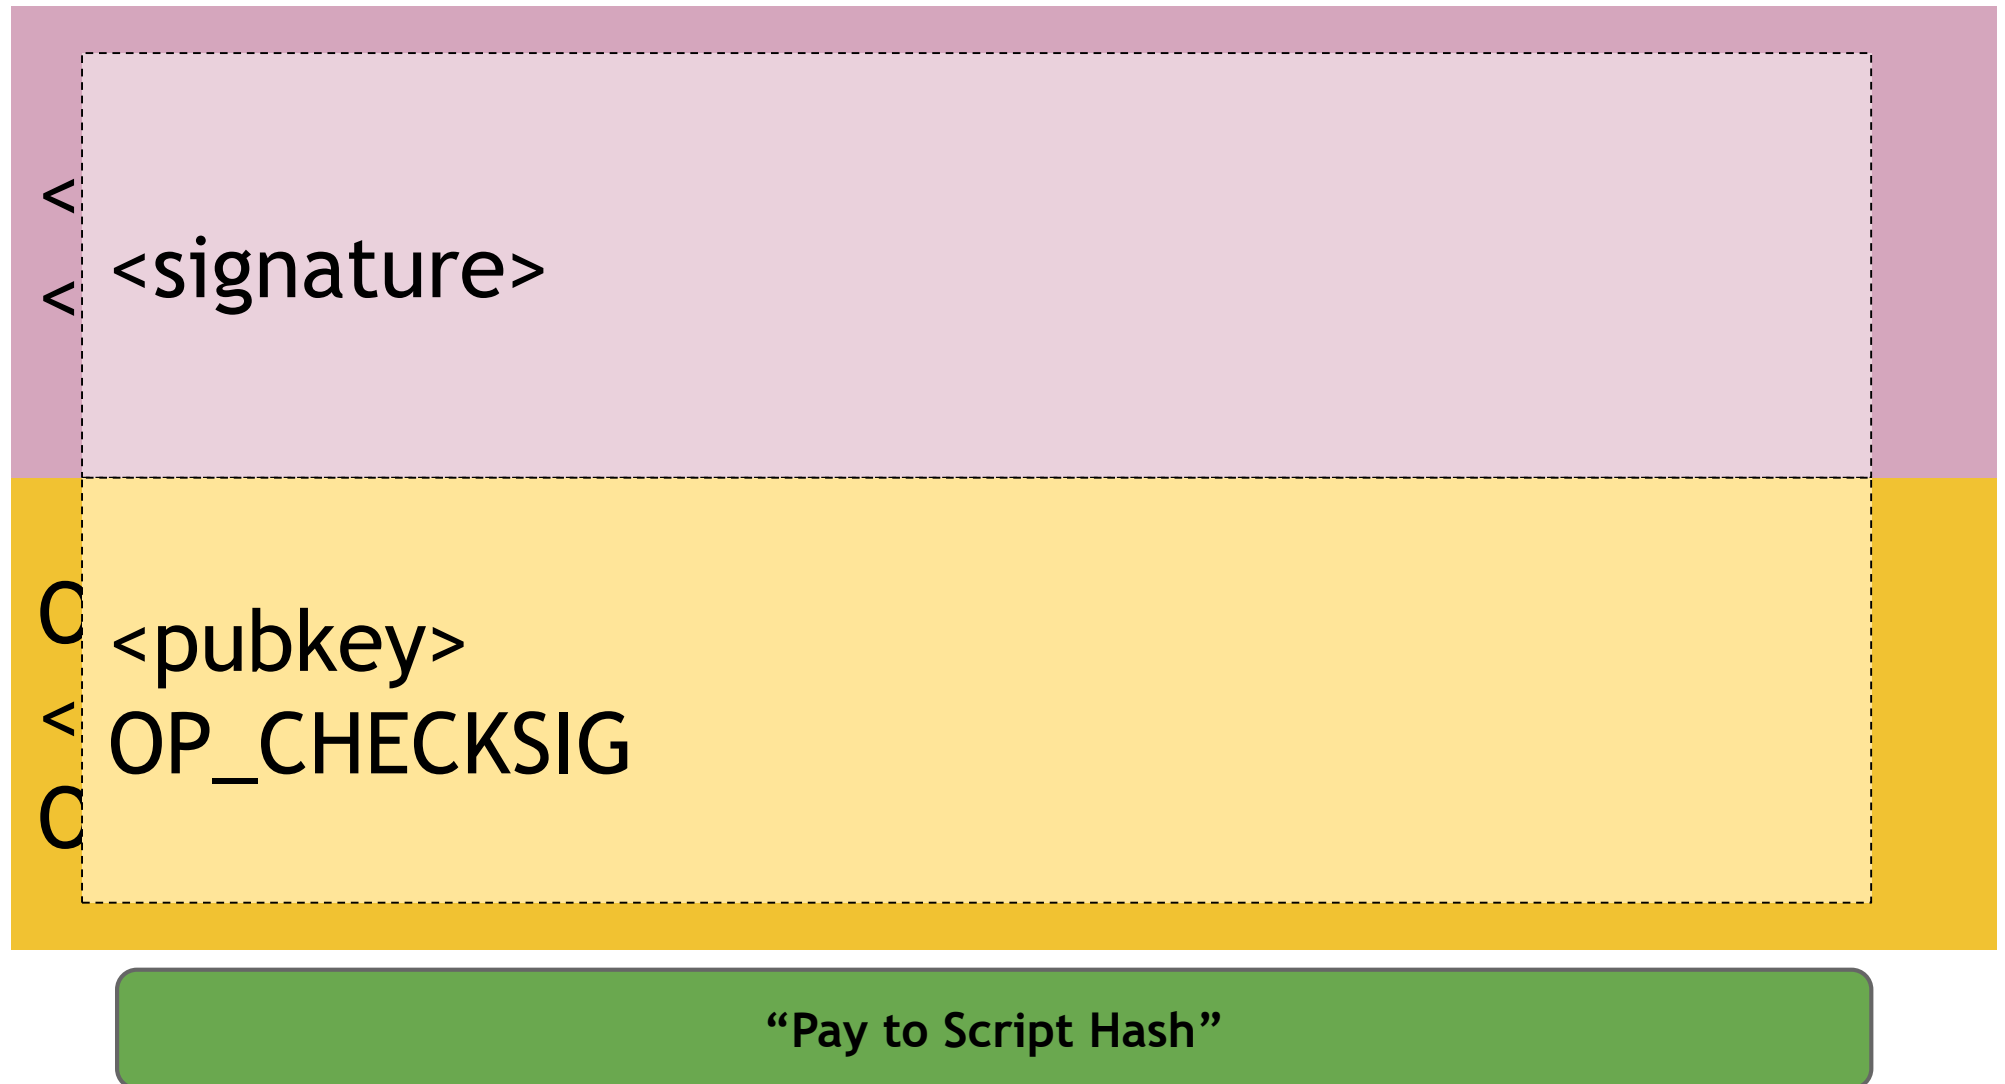 <
<signature>
<
O
<pubkey>
<
OP_CHECKSIG
O
“Pay to Script Hash”